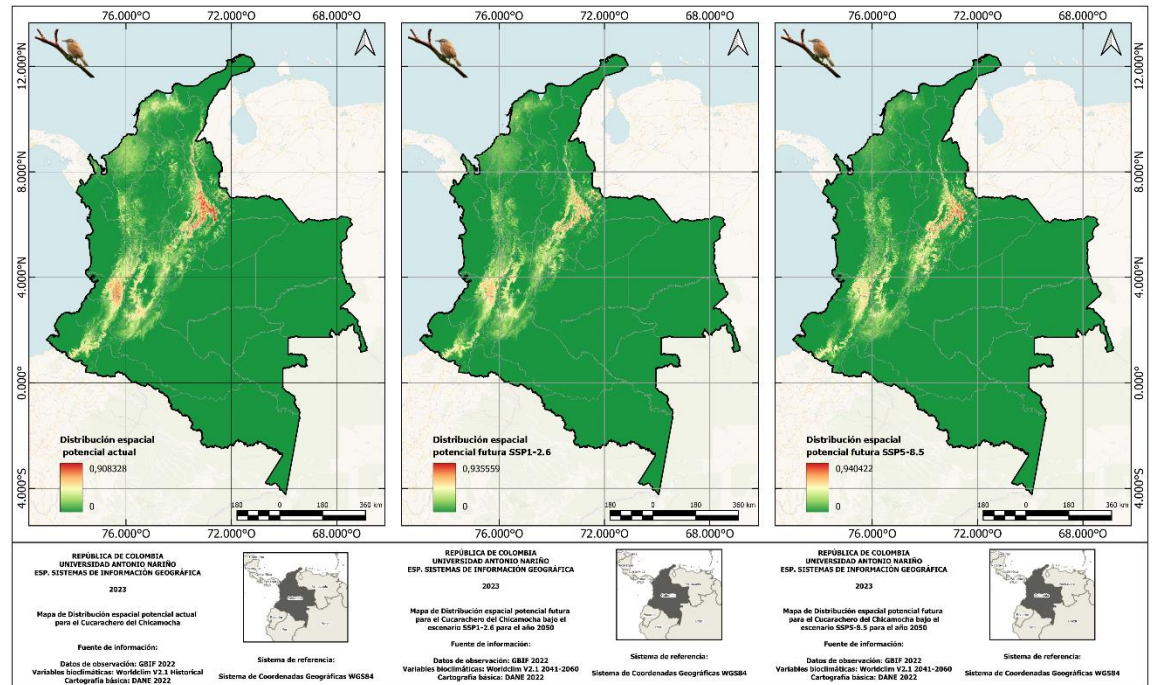 76.000°O 72.000°O 68.000°O
76.000°O 72.000°O 68.000°O
76.000°O 72.000°O 68.000°O
12.000°N
12.000°N
8.000°N
8.000°N
4.000°N
4.000°N
0.000°
0.000°
4.000°S
4.000°S
Distribución espacial
potencial actual
0,908328
0
180 0 180 360 km
Distribución espacial
potencial futura SSP1-2.6
0,935559
0
180 0 180 360 km
Distribución espacial
potencial futura SSP5-8.5
0,940422
0
180 0 180 360 km
76.000°O 72.000°O 68.000°O
76.000°O 72.000°O 68.000°O
76.000°O 72.000°O 68.000°O
REPÚBLICA DE COLOMBIA
UNIVERSIDAD ANTONIO NARIÑO
ESP. SISTEMAS DE INFORMACIÓN GEOGRÁFICA
2023
Mapa de Distribución espacial potencial actual
para el Cucarachero del Chicamocha
Fuente de información:
Datos de observación: GBIF 2022
Variables bioclimáticas: Worldclim V2.1 Historical
Cartografía básica: DANE 2022
Sistema de referencia:
Sistema de Coordenadas Geográficas WGS84
REPÚBLICA DE COLOMBIA
UNIVERSIDAD ANTONIO NARIÑO
ESP. SISTEMAS DE INFORMACIÓN GEOGRÁFICA
2023
Mapa de Distribución espacial potencial futura
para el Cucarachero del Chicamocha bajo el
escenario SSP1-2.6 para el año 2050
Fuente de información:
Datos de observación: GBIF 2022
Variables bioclimáticas: Worldclim V2.1 2041-2060
Cartografía básica: DANE 2022
Sistema de referencia:
Sistema de Coordenadas Geográficas WGS84
REPÚBLICA DE COLOMBIA
UNIVERSIDAD ANTONIO NARIÑO
ESP. SISTEMAS DE INFORMACIÓN GEOGRÁFICA
2023
Mapa de Distribución espacial potencial futura
para el Cucarachero del Chicamocha bajo el
escenario SSP5-8.5 para el año 2050
Fuente de información:
Datos de observación: GBIF 2022
Variables bioclimáticas: Worldclim V2.1 2041-2060
Cartografía básica: DANE 2022
Sistema de referencia:
Sistema de Coordenadas Geográficas WGS84